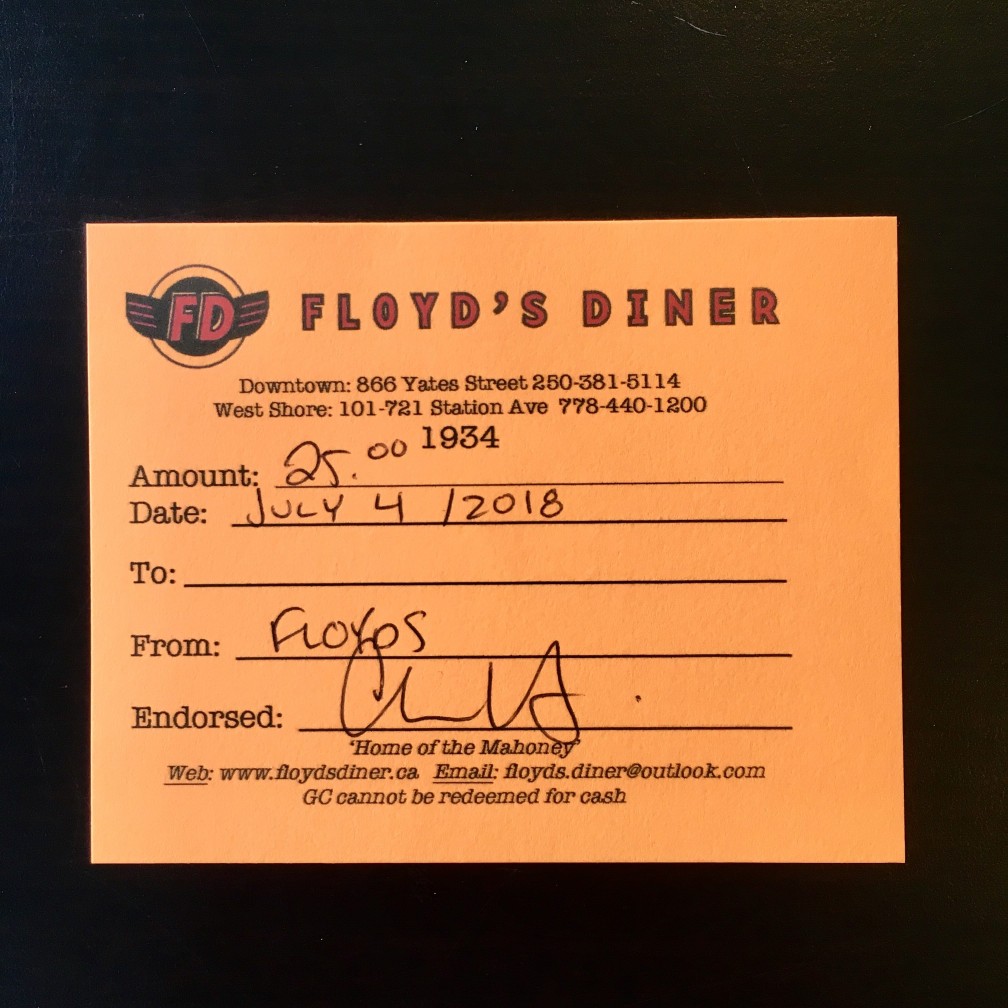 FD FLOYD'S DINER
Downtown: 866 Yates Street 250-381-5114
West Shore: 101-721 Station Ave 778-440-1200
1934
Amount: 25.00
Date: JULY 4 /2018
To:
From: FLOYDS
Endorsed:
'Home of the Mahoney'
Web: www.floydsdiner.ca Email: floyds.diner@outlook.com
GC cannot be redeemed for cash